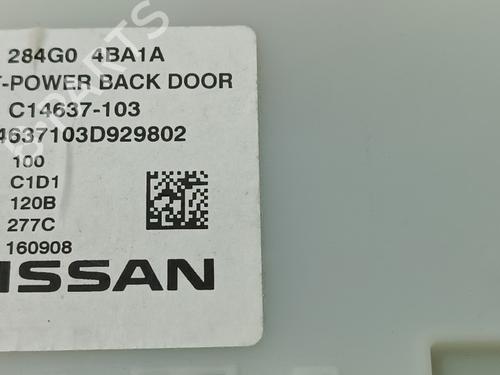 284G0 4BA1A
T-POWER BACK DOOR
C14637-103
4637103D929802
100
C1D1
120B
277C
160908
NISSAN